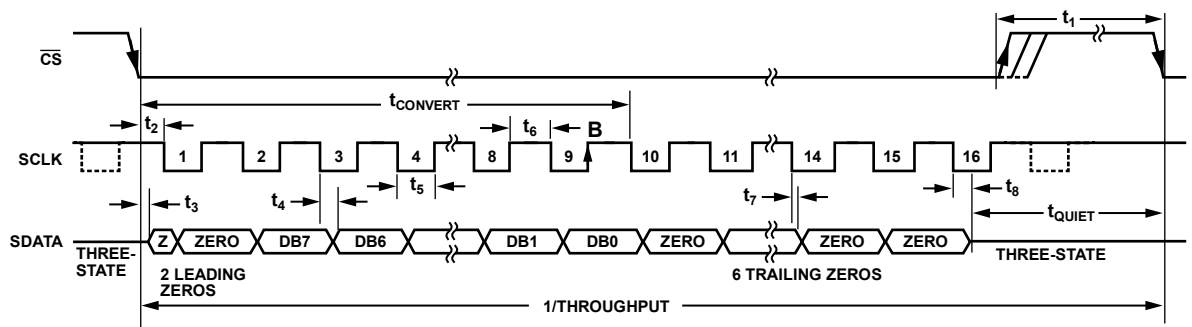 t1
CS
tCONVERT
t2
t6
B
SCLK
1 2 3 4 8 9 10 11 14 15 16
t3
t4
t5
t7
t8
tQUIET
SDATA
Z ZERO DB7 DB6 DB1 DB0 ZERO ZERO ZERO
THREE-
STATE
2 LEADING
ZEROS
6 TRAILING ZEROS
THREE-STATE
1/THROUGHPUT